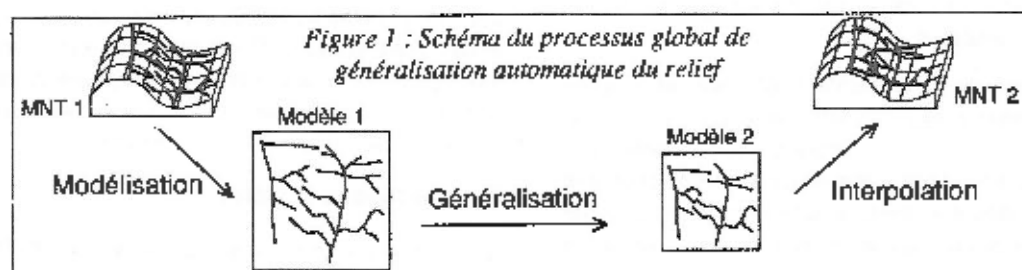 Figure 1 : Schéma du processus global de
généralisation automatique du relief
MNT 1
MNT 2
Modèle 1
Modèle 2
Modélisation
Généralisation
Interpolation